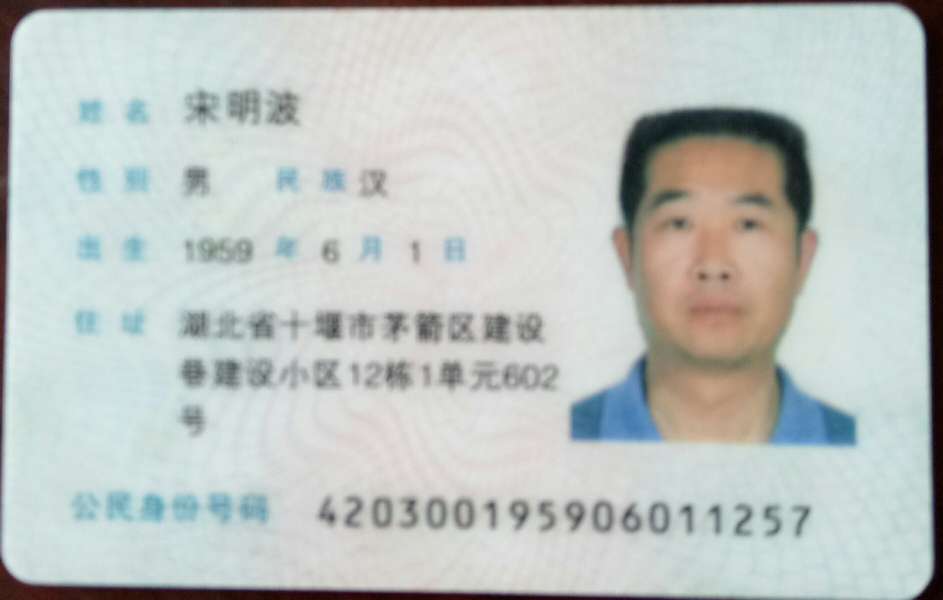 姓名 宋明波
性别 男 民族 汉
出生 1959 年 6 月 1 日
住址 湖北省十堰市茅箭区建设
巷建设小区12栋1单元602
号
公民身份号码 420300195906011257